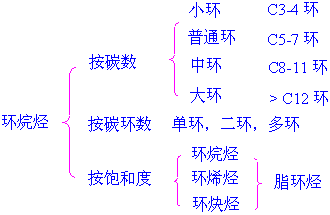 小环 C3-4 环
普通环 C5-7 环
按碳数
中环 C8-11 环
大环 > C12 环
环烷烃 按碳环数 单环，二环，多环
环烷烃
按饱和度 环烯烃 脂环烃
环炔烃